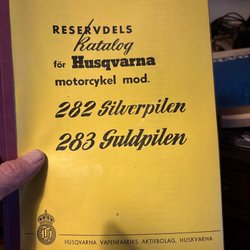 RESERVDELS
Katalog
för Husqvarna
motorcykel mod.
282 Silverpilen
283 Guldpilen
HUSQVARNA VAPENFABRIKS AKTIEBOLAG, HUSKVARNA